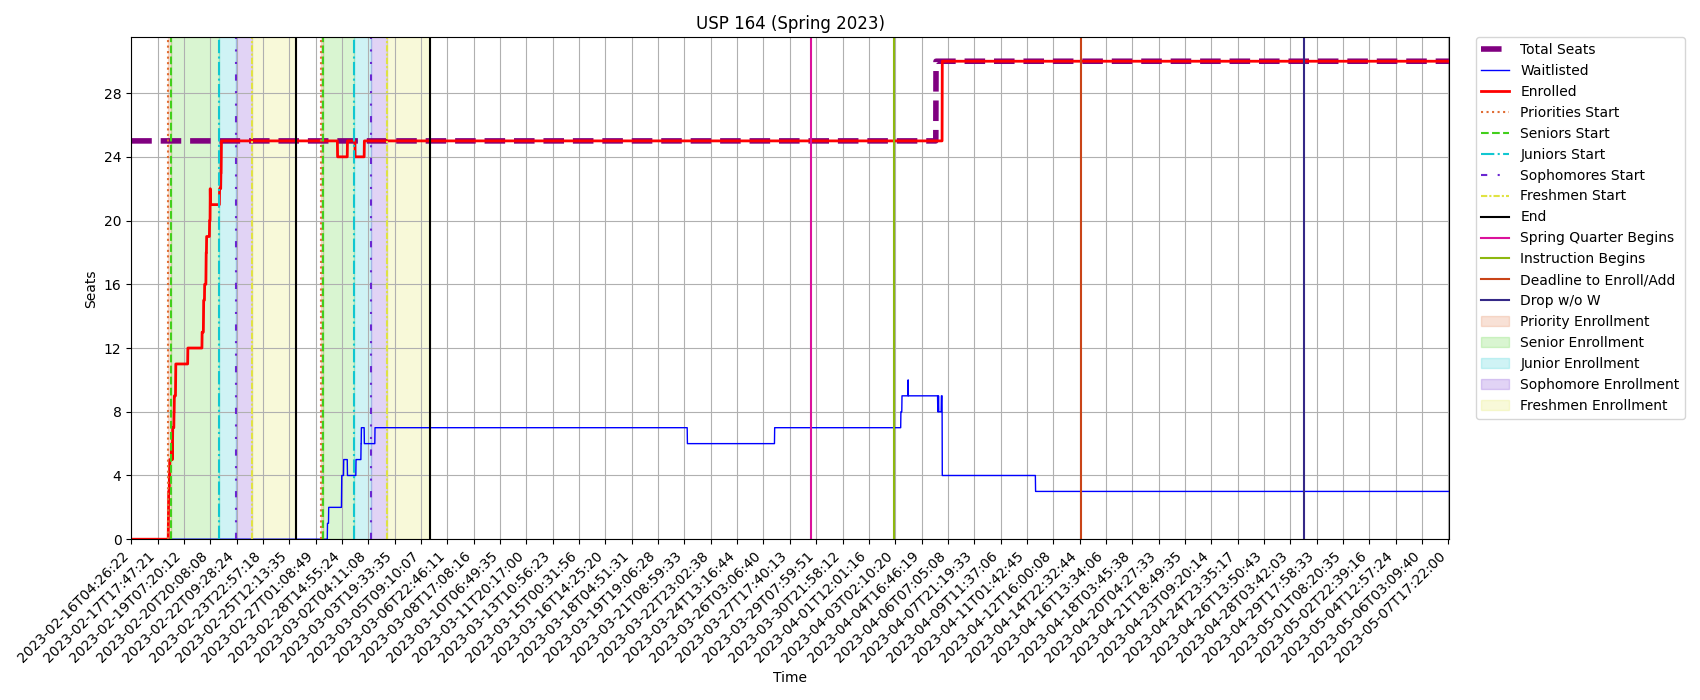 USP 164 (Spring 2023)
Seats
28
24
20
16
12
8
4
0
2023-02-16T04:26:22
2023-02-17T17:47:21
2023-02-19T07:20:12
2023-02-20T20:08:08
2023-02-22T09:28:24
2023-02-23T22:57:18
2023-02-25T12:13:35
2023-02-27T01:08:49
2023-02-28T14:55:24
2023-03-02T04:11:08
2023-03-03T19:33:35
2023-03-05T09:10:07
2023-03-06T22:46:11
2023-03-08T17:08:16
2023-03-10T06:49:35
2023-03-11T20:17:00
2023-03-13T10:56:23
2023-03-15T00:31:56
2023-03-16T14:25:20
2023-03-18T04:51:31
2023-03-19T19:06:28
2023-03-21T08:59:33
2023-03-22T23:02:38
2023-03-24T13:16:44
2023-03-26T03:06:40
2023-03-27T17:40:13
2023-03-29T07:59:51
2023-03-30T21:58:12
2023-04-01T12:01:16
2023-04-03T02:10:20
2023-04-04T16:46:19
2023-04-06T07:05:08
2023-04-07T21:19:33
2023-04-09T11:37:06
2023-04-11T01:42:45
2023-04-12T16:00:08
2023-04-14T22:32:44
2023-04-16T13:34:06
2023-04-18T03:45:38
2023-04-20T04:27:33
2023-04-21T18:49:35
2023-04-23T09:20:14
2023-04-24T23:35:17
2023-04-26T13:50:43
2023-04-28T03:42:03
2023-04-29T17:58:33
2023-05-01T08:20:35
2023-05-02T22:39:16
2023-05-04T12:57:24
2023-05-06T03:09:40
2023-05-07T17:22:00
Time
Total Seats
Waitlisted
Enrolled
Priorities Start
Seniors Start
Juniors Start
Sophomores Start
Freshmen Start
End
Spring Quarter Begins
Instruction Begins
Deadline to Enroll/Add
Drop w/o W
Priority Enrollment
Senior Enrollment
Junior Enrollment
Sophomore Enrollment
Freshmen Enrollment